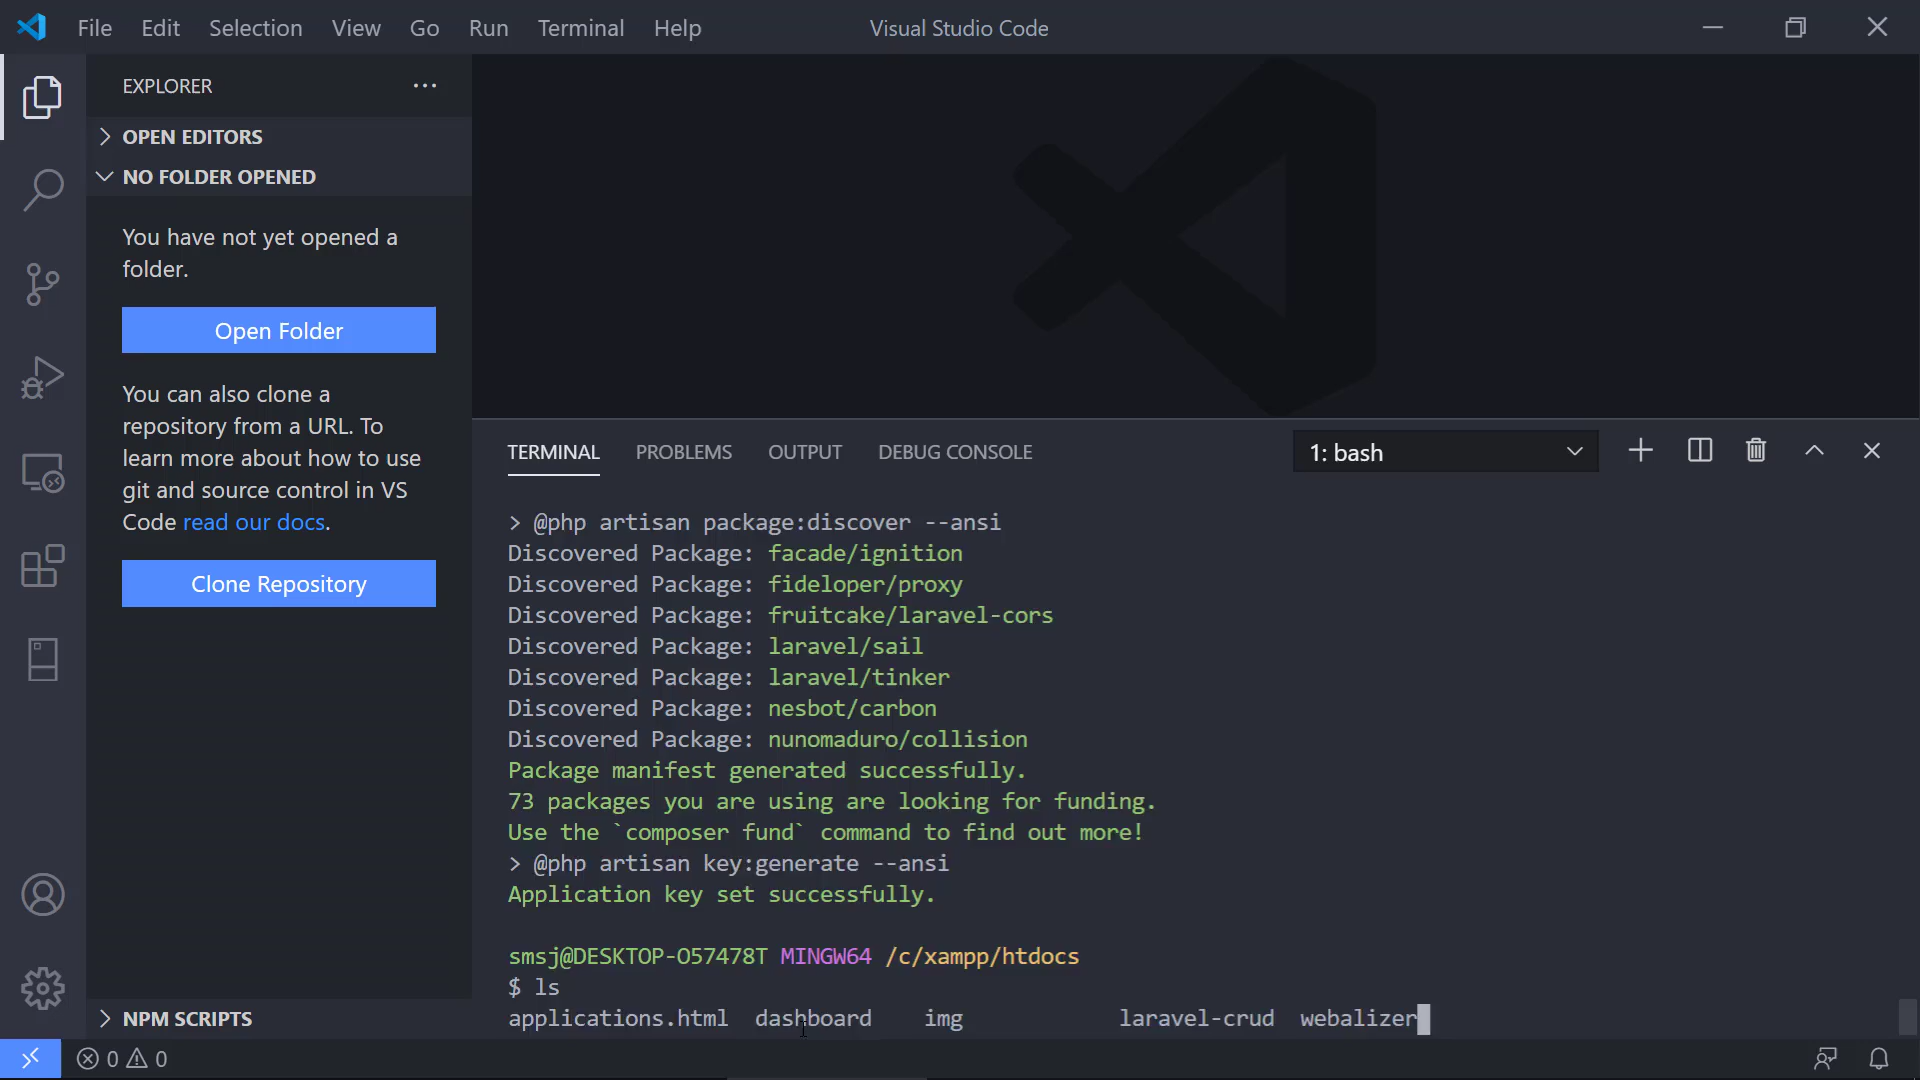 File Edit Selection View Go Run Terminal Help
Visual Studio Code
EXPLORER
OPEN EDITORS
NO FOLDER OPENED
You have not yet opened a
folder.
Open Folder
You can also clone a
repository from a URL. To
learn more about how to use
git and source control in VS
Code read our docs.
Clone Repository
NPM SCRIPTS
TERMINAL PROBLEMS OUTPUT DEBUG CONSOLE
1: bash
> @php artisan package:discover --ansi
Discovered Package: facade/ignition
Discovered Package: fideloper/proxy
Discovered Package: fruitcake/laravel-cors
Discovered Package: laravel/sail
Discovered Package: laravel/tinker
Discovered Package: nesbot/carbon
Discovered Package: nunomaduro/collision
Package manifest generated successfully.
73 packages you are using are looking for funding.
Use the `composer fund` command to find out more!
> @php artisan key:generate --ansi
Application key set successfully.
smsj@DESKTOP-O57478T MINGW64 /c/xampp/htdocs
$ ls
applications.html dashboard img laravel-crud webalizer
0 0